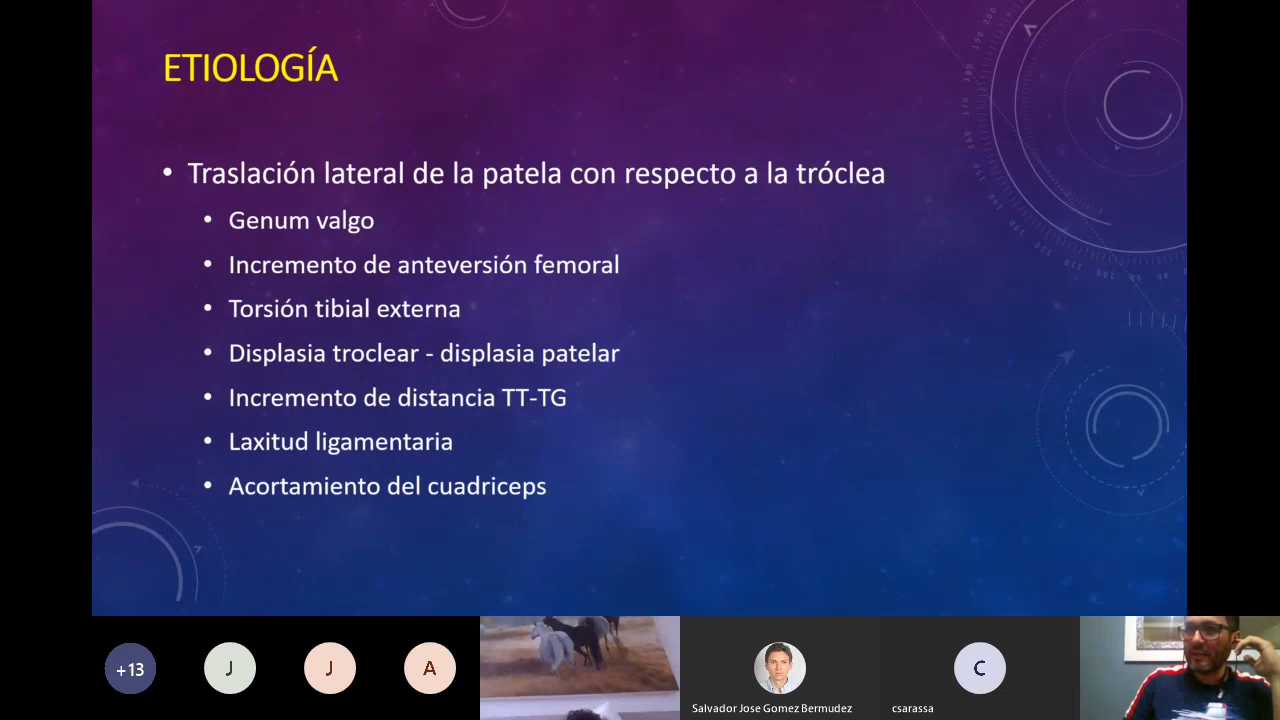 ETIOLOGÍA
• Traslación lateral de la patela con respecto a la tróclea
• Genum valgo
• Incremento de anteversión femoral
• Torsión tibial externa
• Displasia troclear - displasia patelar
• Incremento de distancia TT-TG
• Laxitud ligamentaria
• Acortamiento del cuadriceps
+13
J
J
A
C
Salvador Jose Gomez Bermudez
csarassa